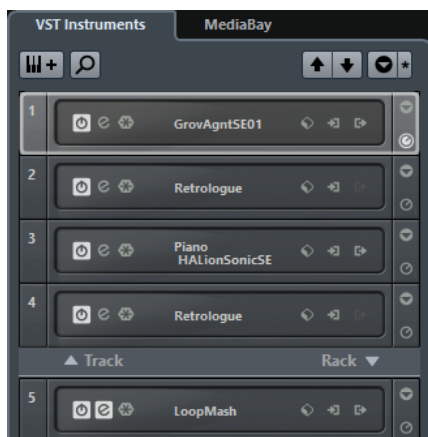 VST Instruments MediaBay
+ *
1 e GrovAgntSE01
2 e Retrologue
3 e Piano
HALionSonicSE
4 e Retrologue
Track Rack
5 e LoopMash